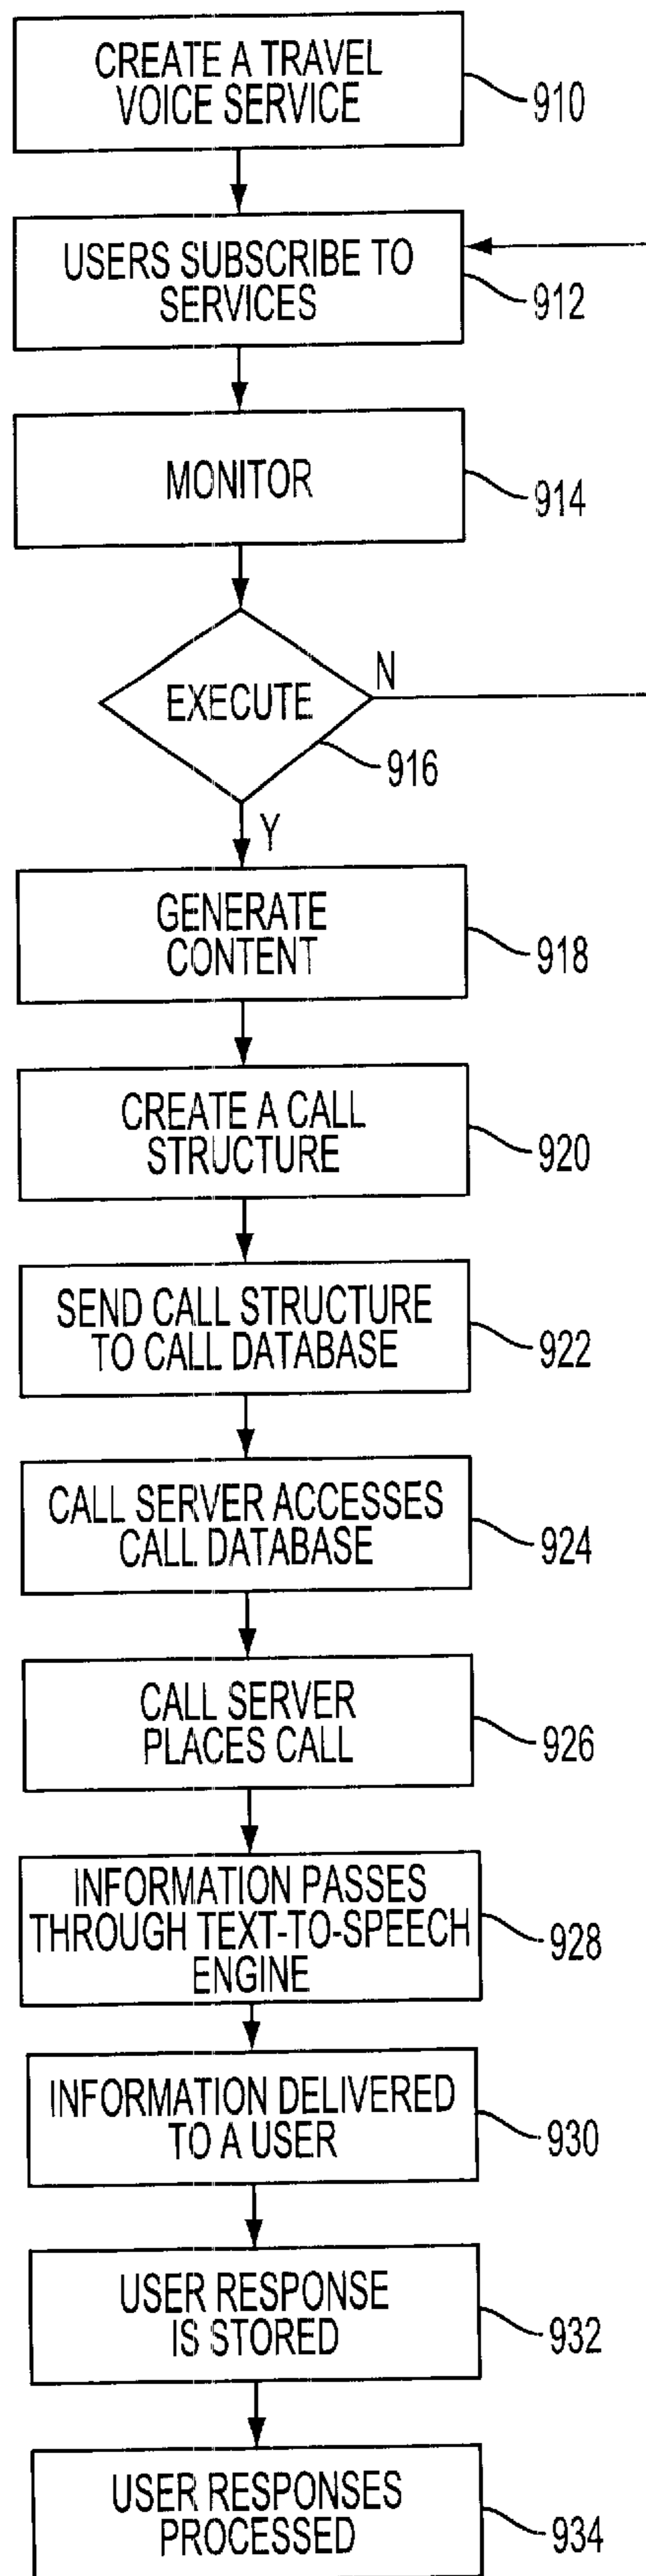 CREATE A TRAVEL
VOICE SERVICE
910
USERS SUBSCRIBE TO
SERVICES
912
MONITOR
914
EXECUTE
N
916
Y
GENERATE
CONTENT
918
CREATE A CALL
STRUCTURE
920
SEND CALL STRUCTURE
TO CALL DATABASE
922
CALL SERVER ACCESSES
CALL DATABASE
924
CALL SERVER
PLACES CALL
926
INFORMATION PASSES
THROUGH TEXT-TO-SPEECH
ENGINE
928
INFORMATION DELIVERED
TO A USER
930
USER RESPONSE
IS STORED
932
USER RESPONSES
PROCESSED
934